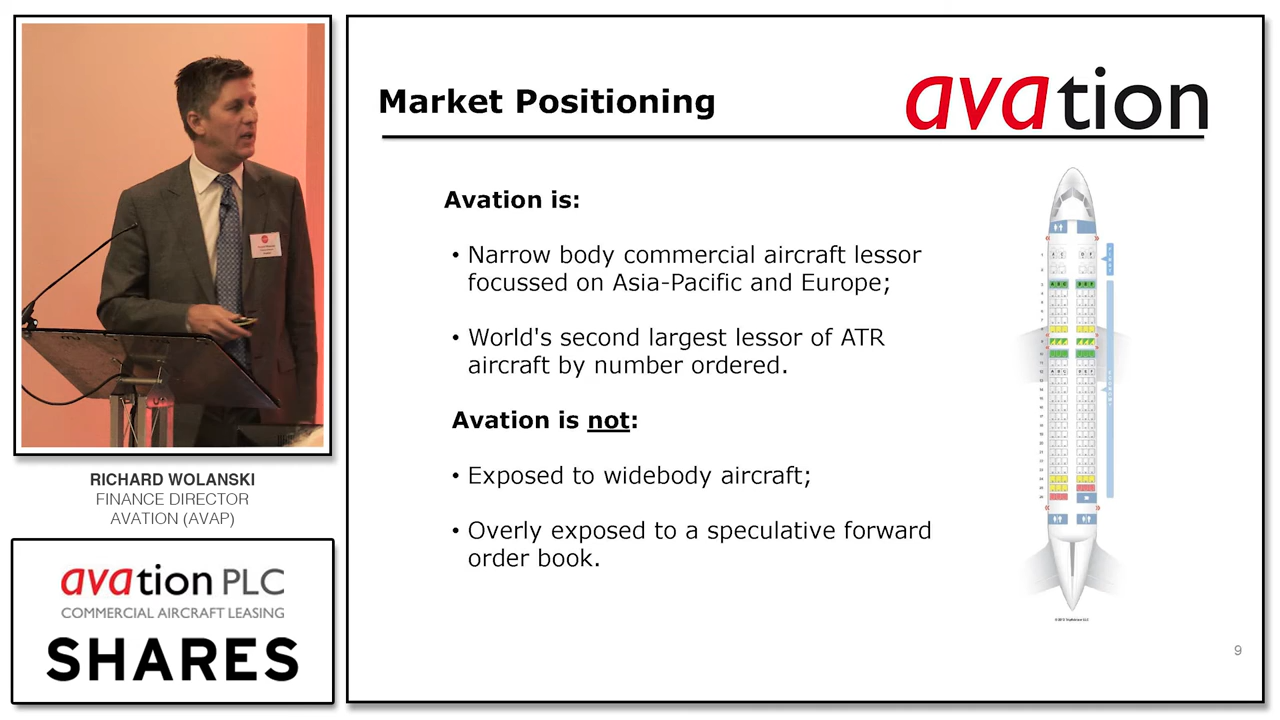 RICHARD WOLANSKI
FINANCE DIRECTOR
AVATION (AVAP)
avation PLC
COMMERCIAL AIRCRAFT LEASING
SHARES
Market Positioning
avation
Avation is:
• Narrow body commercial aircraft lessor
focussed on Asia-Pacific and Europe;
• World's second largest lessor of ATR
aircraft by number ordered.
Avation is not:
• Exposed to widebody aircraft;
• Overly exposed to a speculative forward
order book.
9